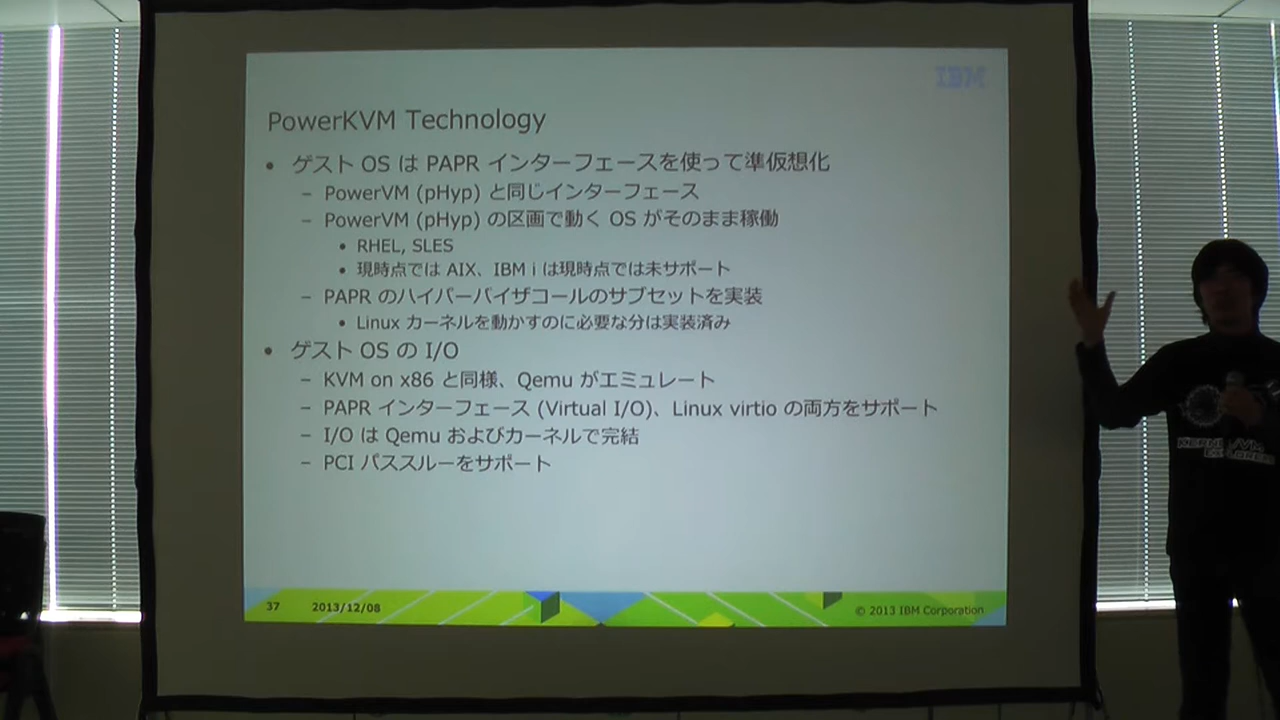 IBM
PowerKVM Technology
• ゲスト OS は PAPR インターフェースを使って準仮想化
– PowerVM (pHyp) と同じインターフェース
– PowerVM (pHyp) の区画で動く OS がそのまま稼働
• RHEL, SLES
• 現時点では AIX、IBM i は現時点では未サポート
– PAPR のハイパーバイザコールのサブセットを実装
• Linux カーネルを動かすのに必要な分は実装済み
• ゲスト OS の I/O
– KVM on x86 と同様、Qemu がエミュレート
– PAPR インターフェース (Virtual I/O)、Linux virtio の両方をサポート
– I/O は Qemu およびカーネルで完結
– PCI パススルーをサポート
37 2013/12/08 © 2013 IBM Corporation
KERNEL/VM